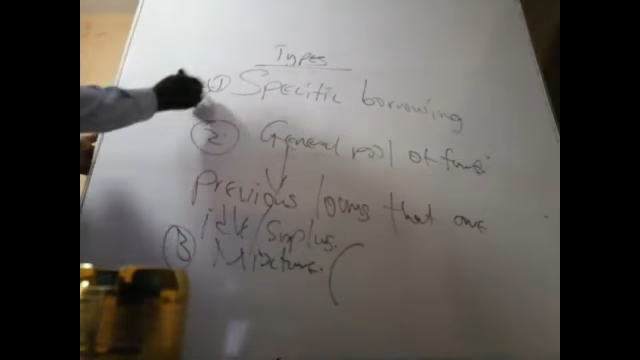 Types
① Specific borrowing
② General pool of funds
Previous loans that are
idle/Surplus.
③ Mixture. (